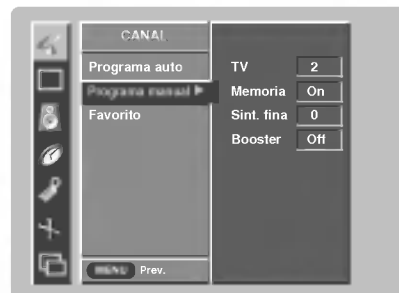 CANAL
Programa auto
Programa manual
Favorito
TV 2
Memoria On
Sint. fina 0
Booster Off
MENU Prev.